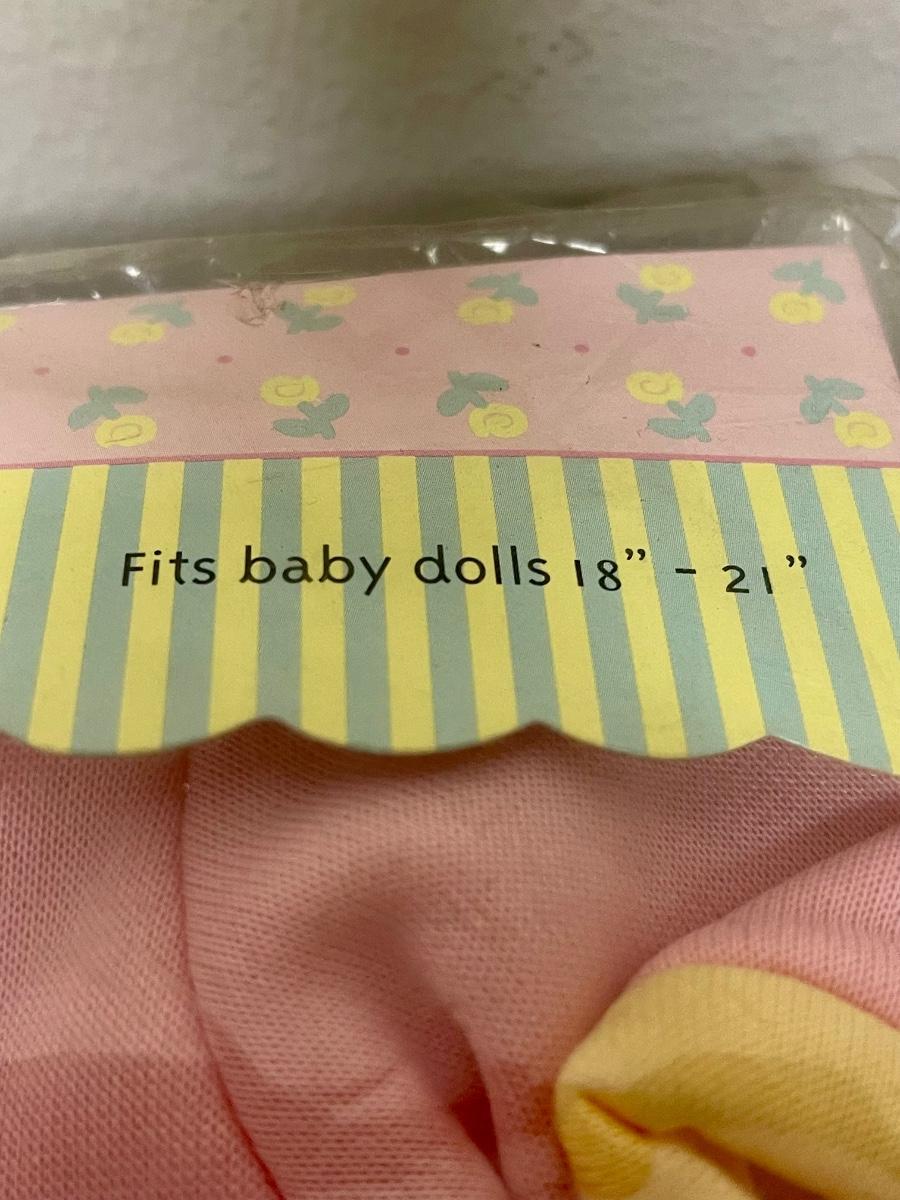 Fits baby dolls 18” - 21”